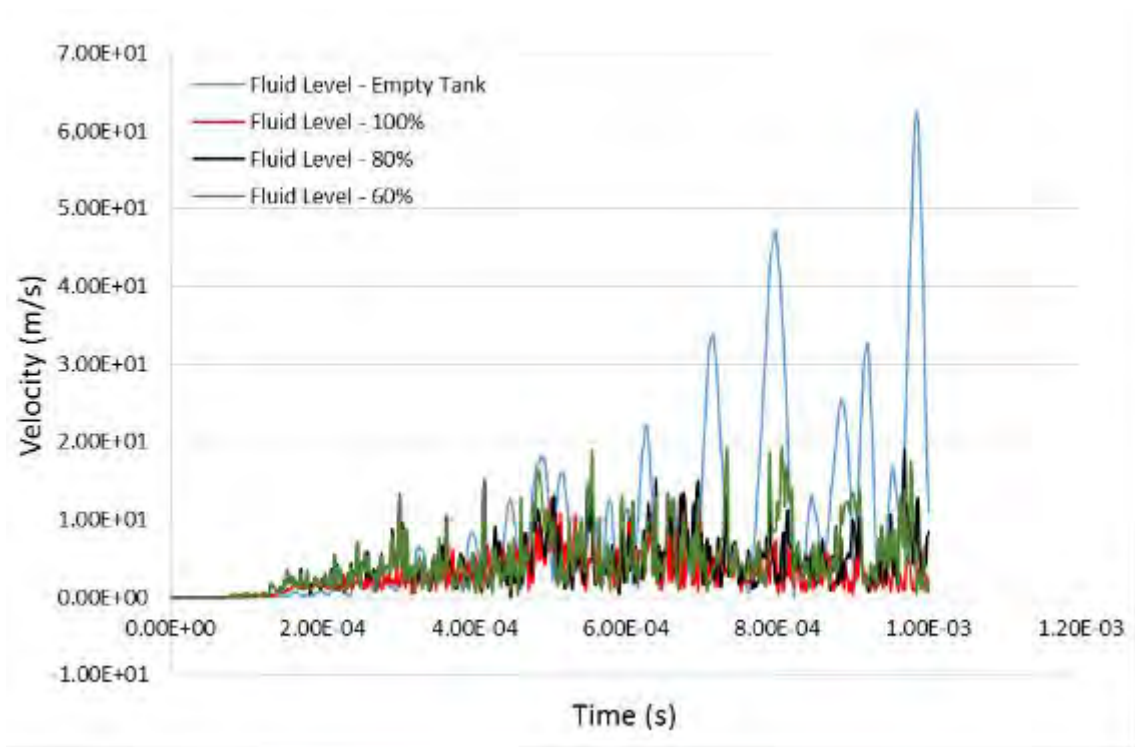 7.00E+01
Fluid Level - Empty Tank
Fluid Level - 100%
Fluid Level - 80%
Fluid Level - 60%
6.00E+01
5.00E+01
4.00E+01
3.00E+01
2.00E+01
1.00E+01
0.00E+00
-1.00E+01
Velocity (m/s)
0.00E+00 2.00E-04 4.00E-04 6.00E-04 8.00E-04 1.00E-03 1.20E-03
Time (s)